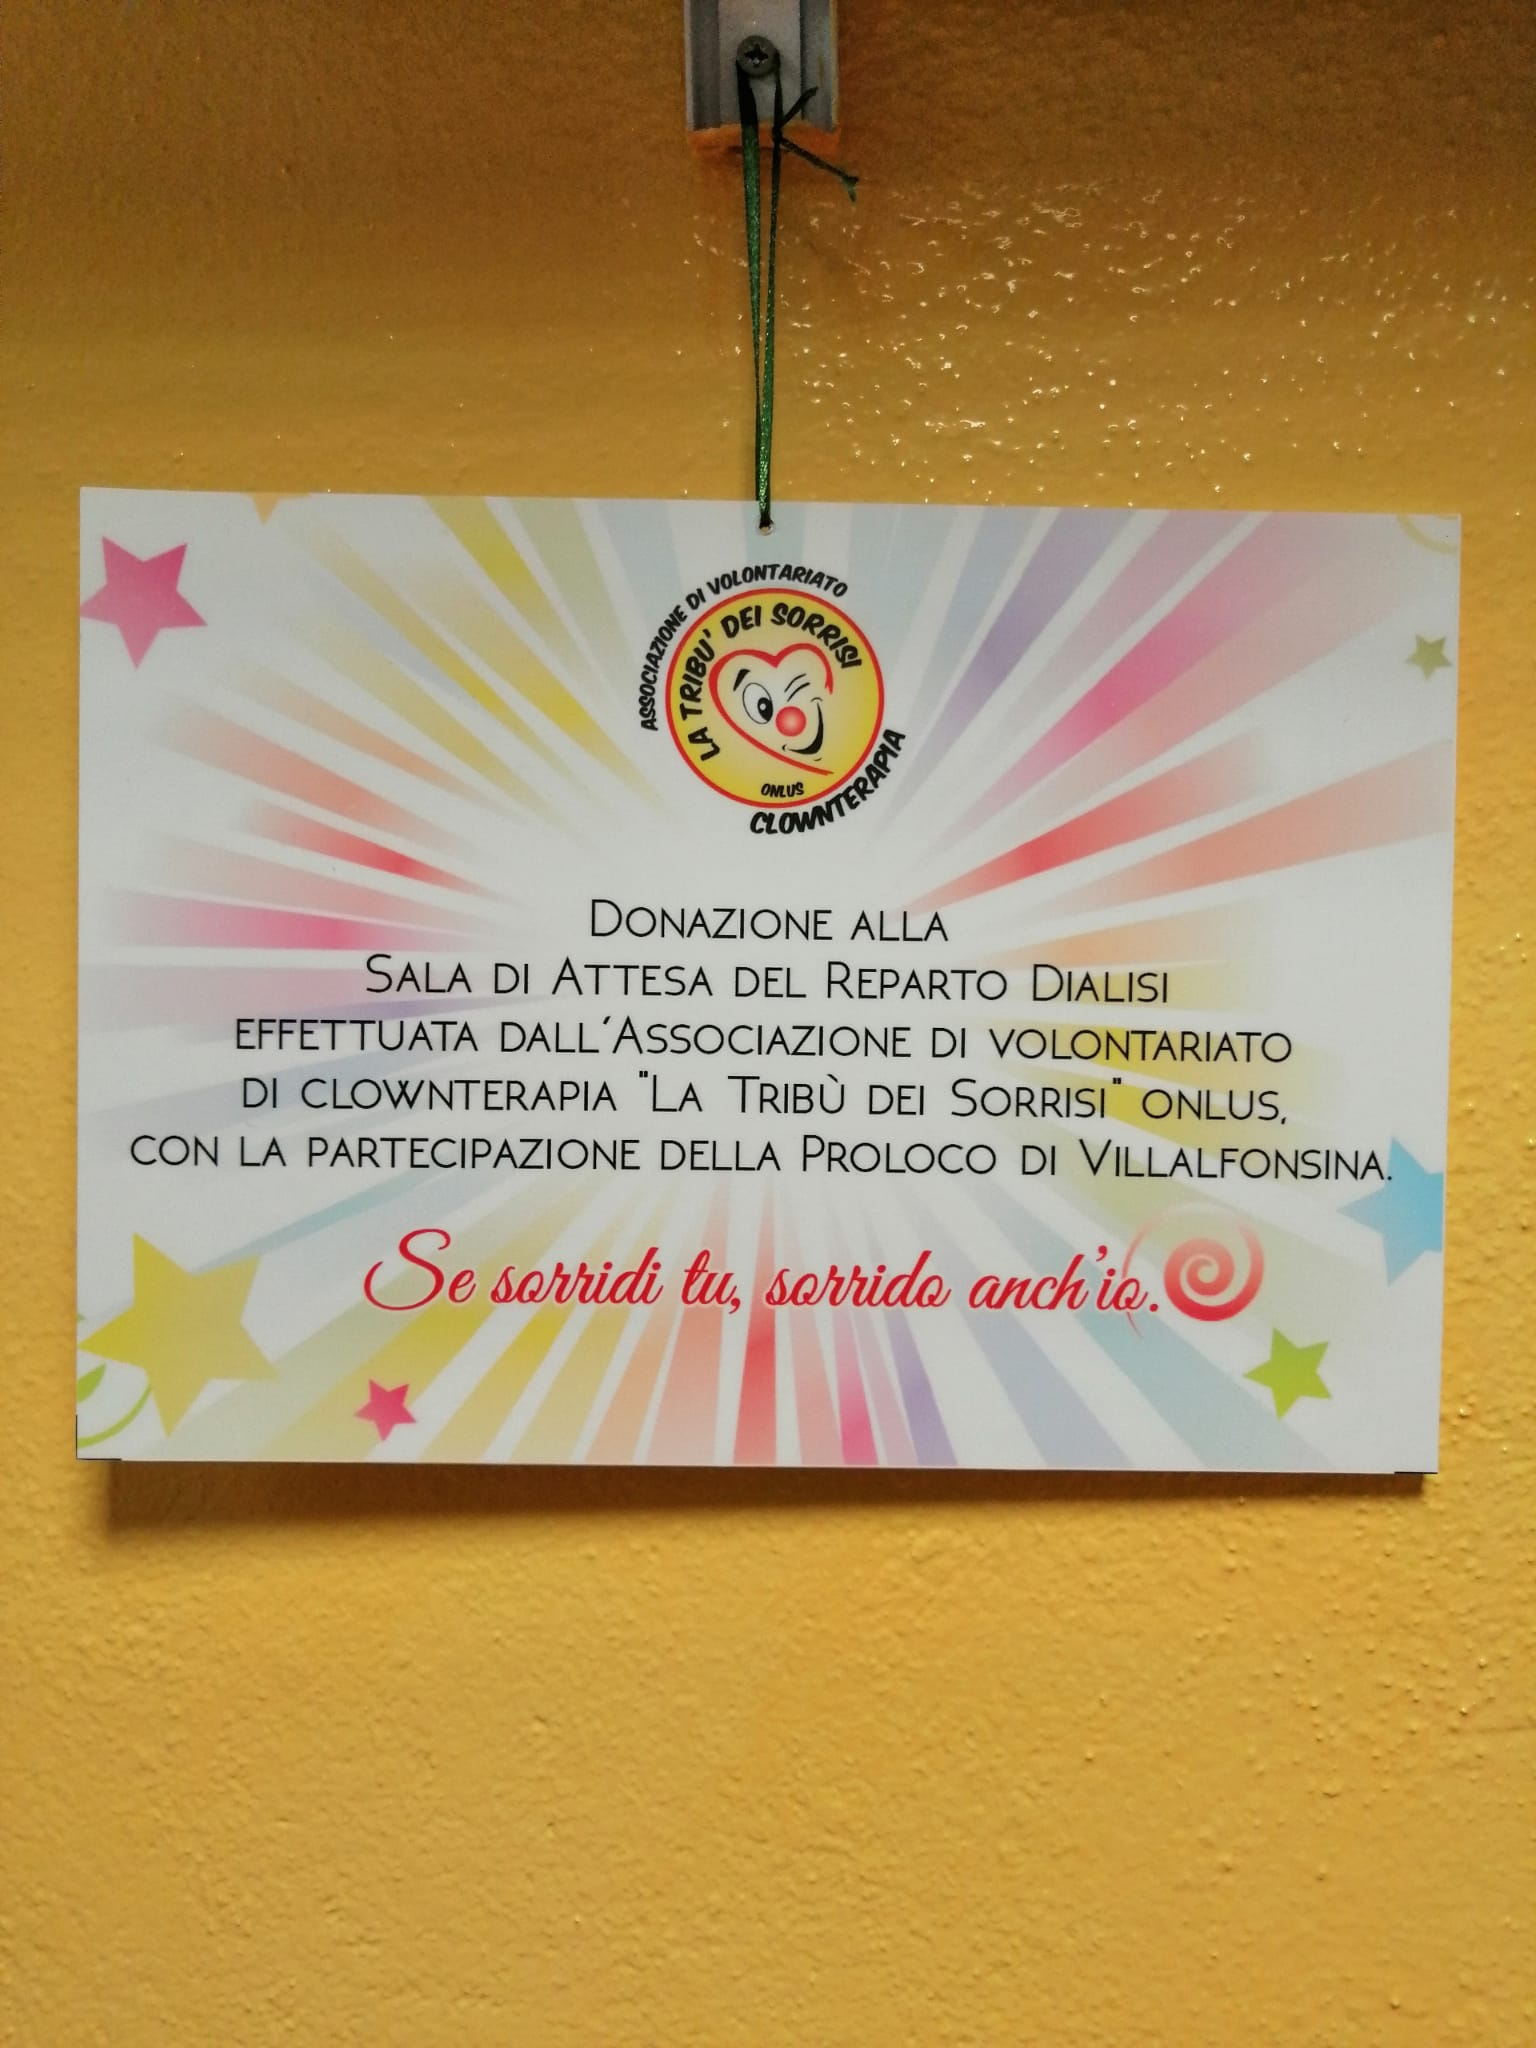 ASSOCIAZIONE DI VOLONTARIATO
LA TRIBU' DEI SORRISI
ONLUS
CLOWNTERAPIA
DONAZIONE ALLA
SALA DI ATTESA DEL REPARTO DIALISI
EFFETTUATA DALL'ASSOCIAZIONE DI VOLONTARIATO
DI CLOWNTERAPIA "LA TRIBÙ DEI SORRISI" ONLUS,
CON LA PARTECIPAZIONE DELLA PROLOCO DI VILLALFONSINA.
Se sorridi tu, sorrido anch'io.